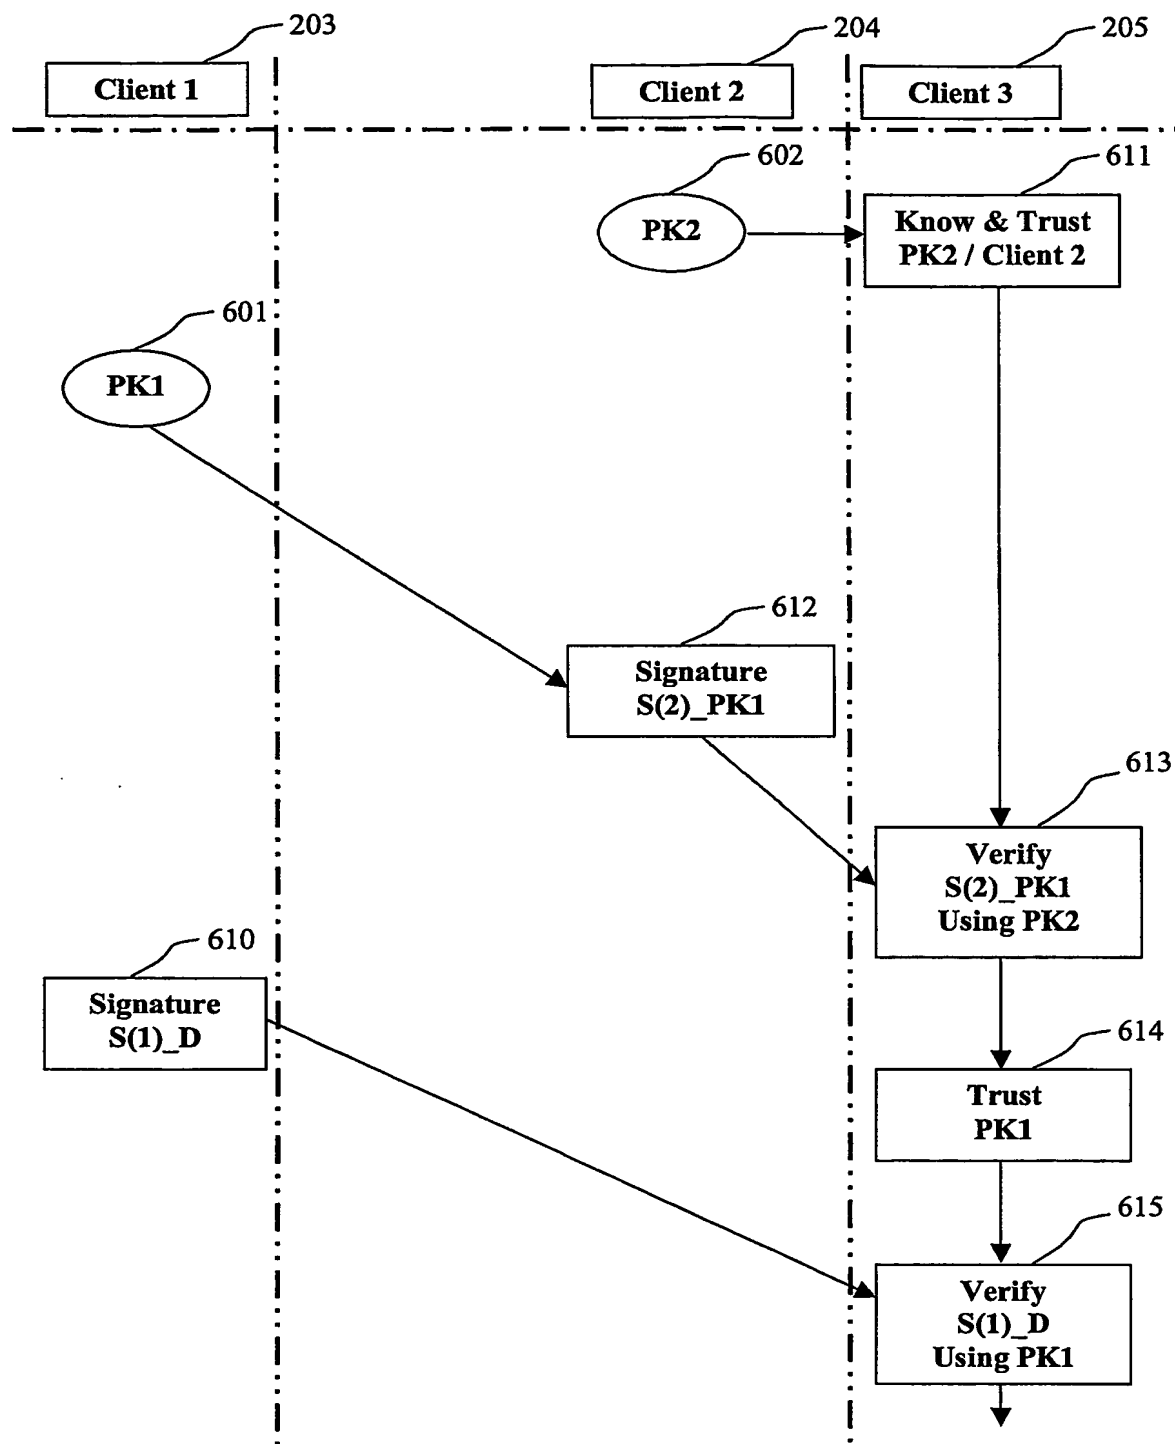 203
204
205
Client 1
Client 2
Client 3
602
611
PK2
Know & Trust
PK2 / Client 2
601
PK1
612
Signature
S(2)_PK1
613
Verify
S(2)_PK1
Using PK2
610
Signature
S(1)_D
614
Trust
PK1
615
Verify
S(1)_D
Using PK1